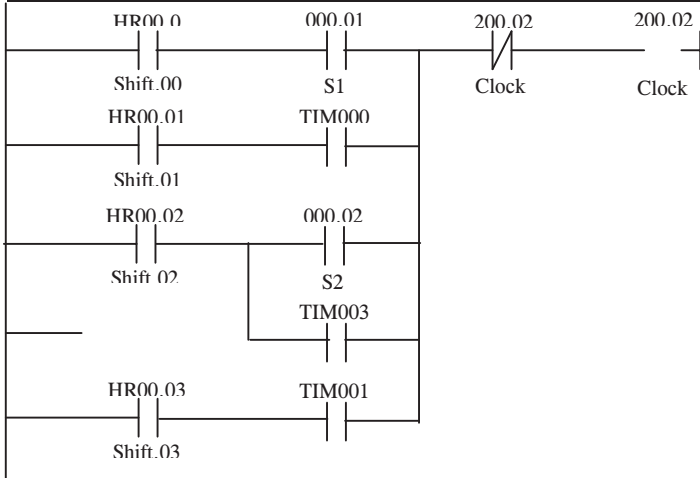 HR00.0 000.01 200.02 200.02
Shift.00 S1 Clock Clock
HR00.01 TIM000
Shift.01
HR00.02 000.02
Shift.02 S2
TIM003
HR00.03 TIM001
Shift.03